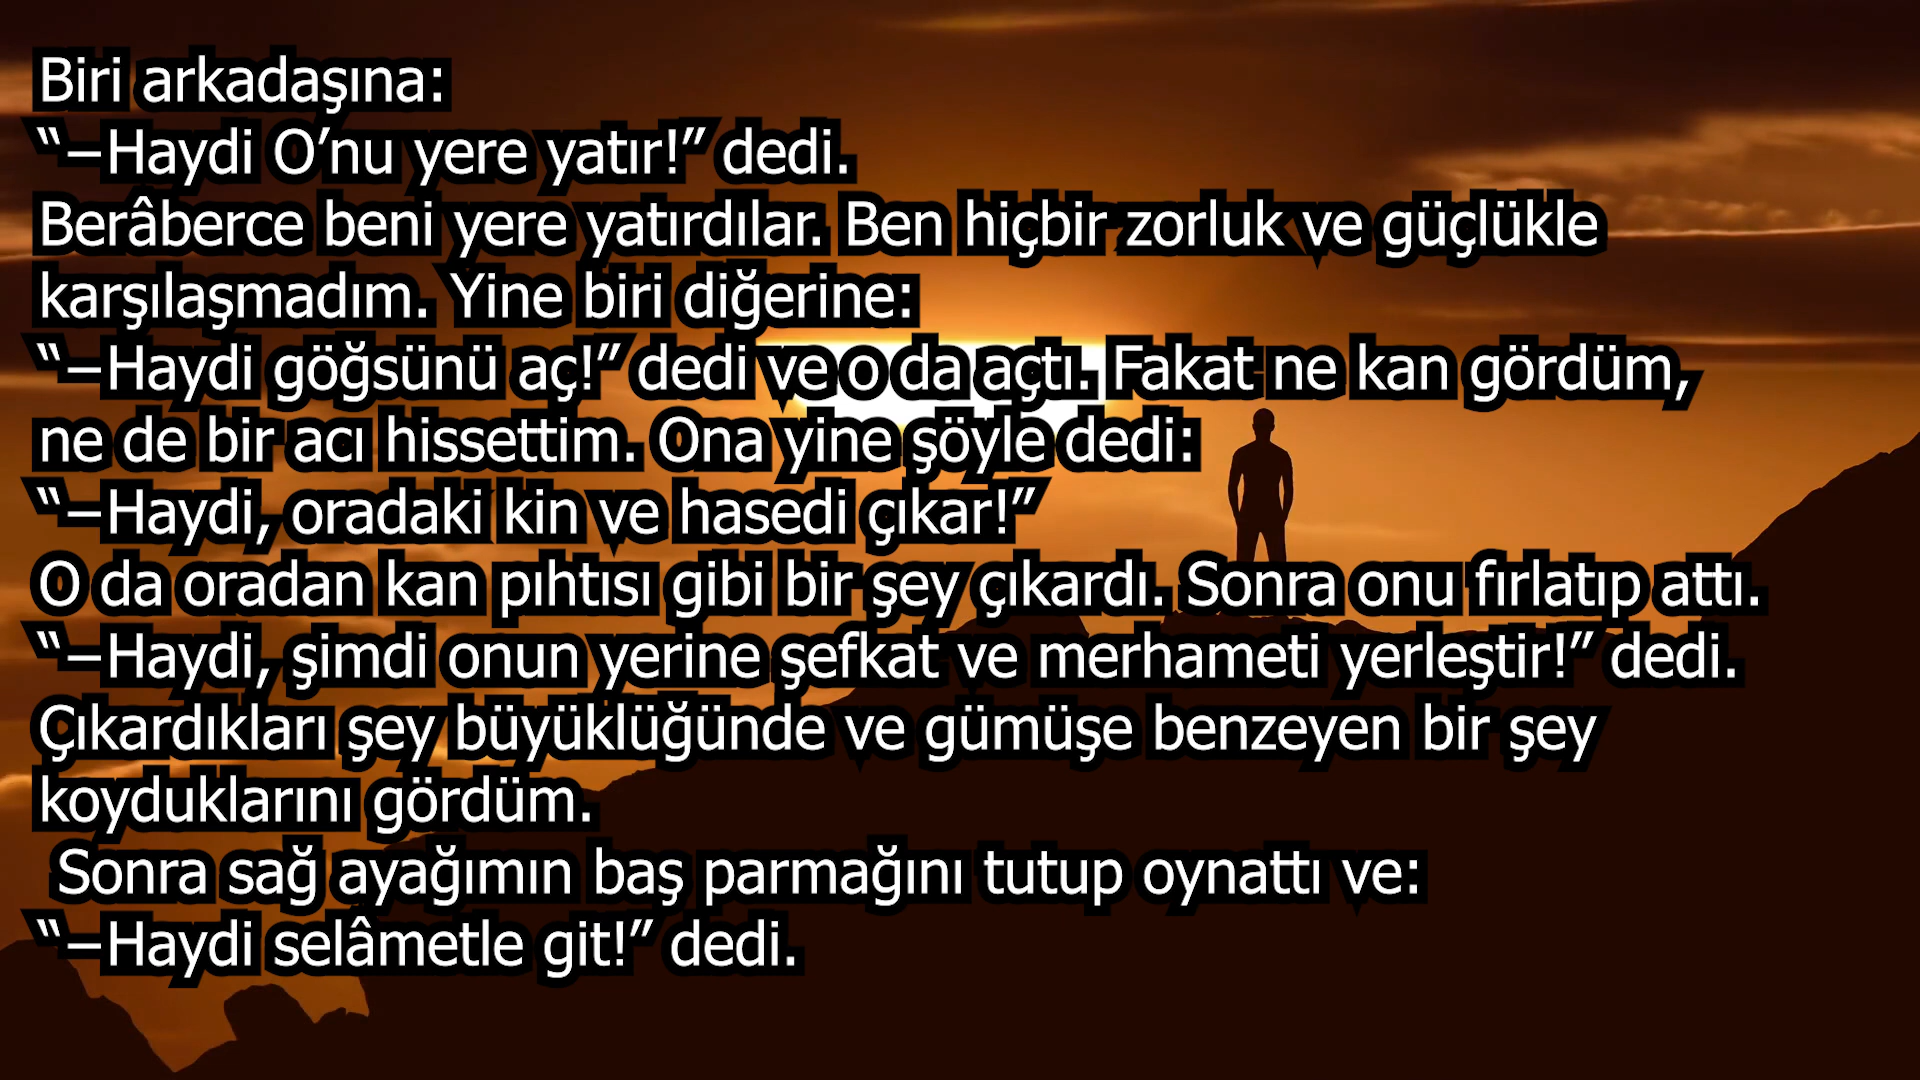 Biri arkadaşına:
“–Haydi O’nu yere yatır!” dedi.
Berâberce beni yere yatırdılar. Ben hiçbir zorluk ve güçlükle
karşılaşmadım. Yine biri diğerine:
“–Haydi göğsünü aç!” dedi ve o da açtı. Fakat ne kan gördüm,
ne de bir acı hissettim. Ona yine şöyle dedi:
“–Haydi, oradaki kin ve hasedi çıkar!”
O da oradan kan pıhtısı gibi bir şey çıkardı. Sonra onu fırlatıp attı.
“–Haydi, şimdi onun yerine şefkat ve merhameti yerleştir!” dedi.
Çıkardıkları şey büyüklüğünde ve gümüşe benzeyen bir şey
koyduklarını gördüm.
Sonra sağ ayağımın baş parmağını tutup oynattı ve:
“–Haydi selâmetle git!” dedi.